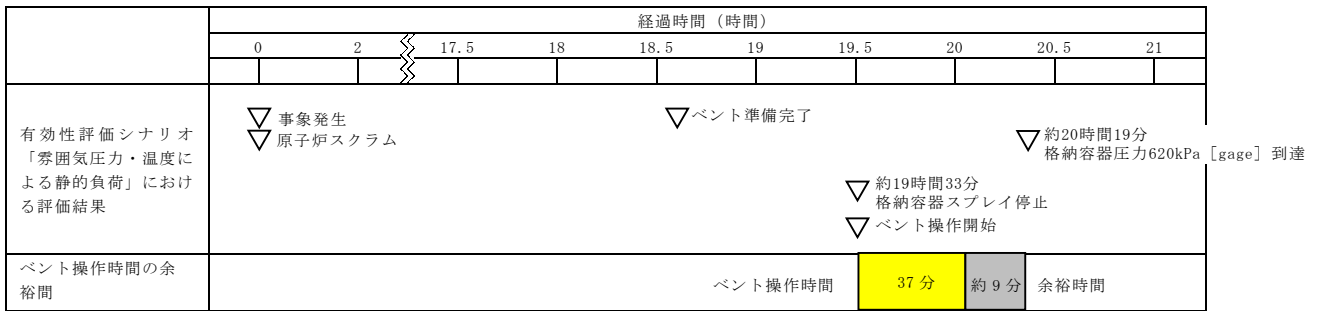 経過時間（時間）
0 2 17.5 18 18.5 19 19.5 20 20.5 21
有効性評価シナリオ
「雰囲気圧力・温度に
よる静的負荷」におけ
る評価結果
事象発生
原子炉スクラム
ベント準備完了
約20時間19分
格納容器圧力620kPa［gage］到達
約19時間33分
格納容器スプレイ停止
ベント操作開始
ベント操作時間の余
裕間
ベント操作時間 37 分 約 9 分 余裕時間